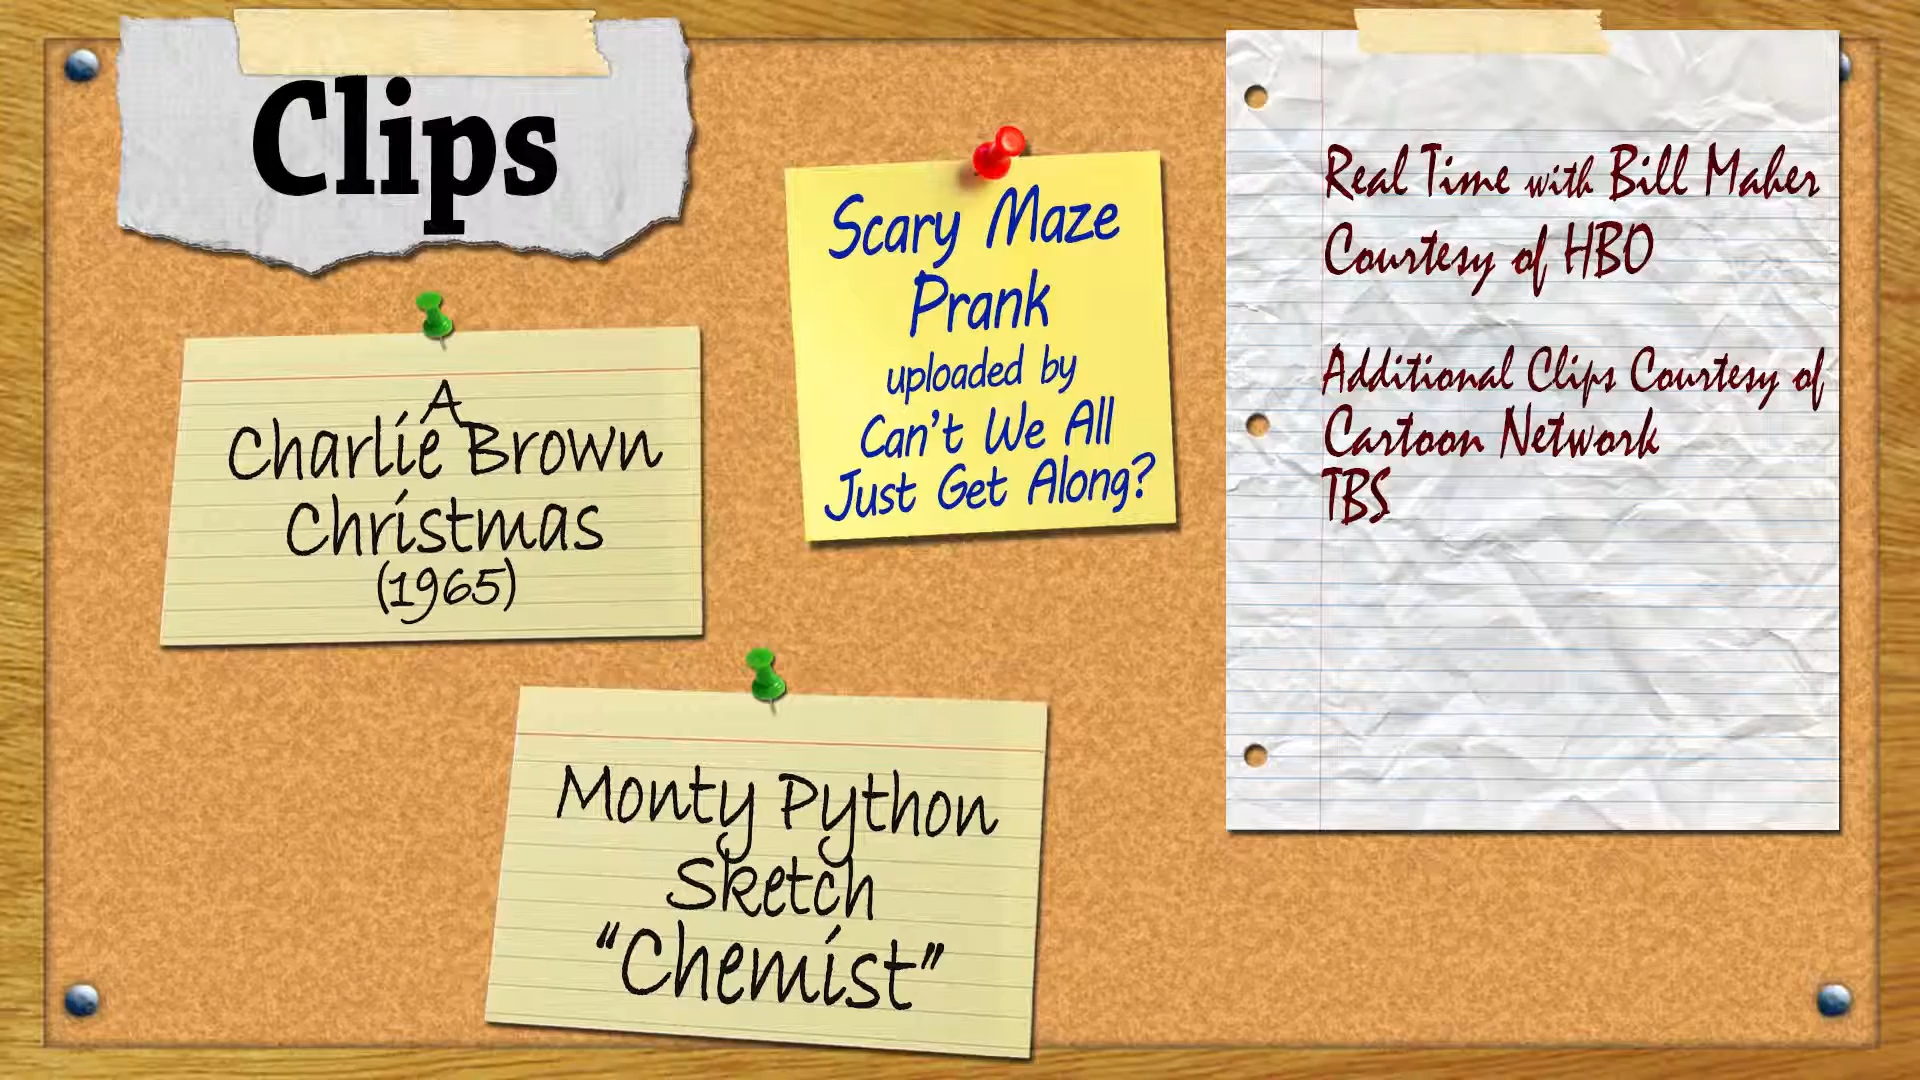 Clips
A
Charlie Brown
Christmas
(1965)
Scary Maze
Prank
uploaded by
Can't We All
Just Get Along?
Monty Python
Sketch
“Chemist”
Real Time with Bill Maher
Courtesy of HBO
Additional Clips Courtesy of
Cartoon Network
TBS